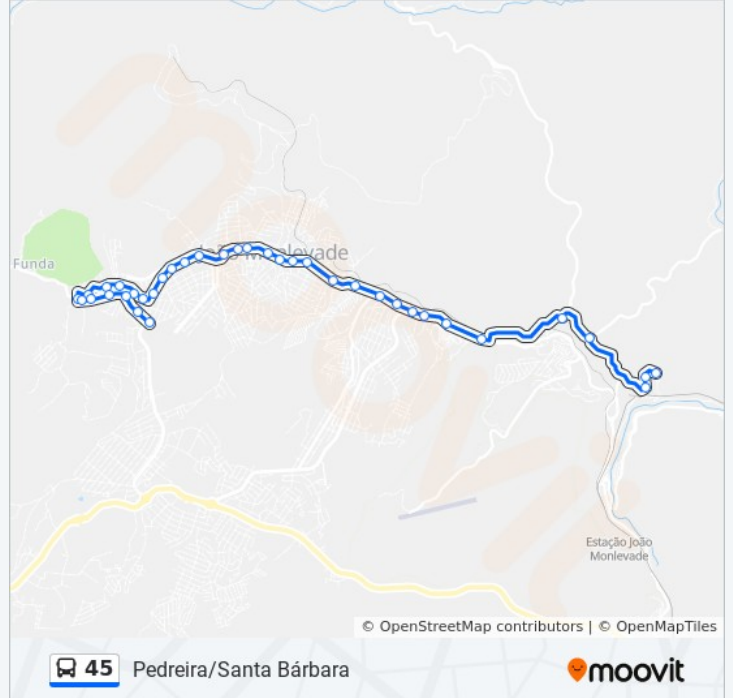 João Monlevade
Funda
Estação João
Monlevade
© OpenStreetMap contributors | © OpenMapTiles
45 Pedreira/Santa Bárbara
moovit